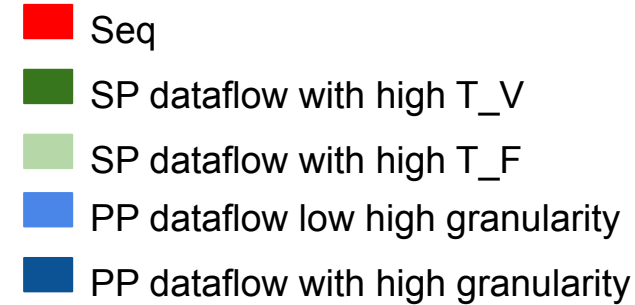 Seq
SP dataflow with high T_V
SP dataflow with high T_F
PP dataflow low high granularity
PP dataflow with high granularity